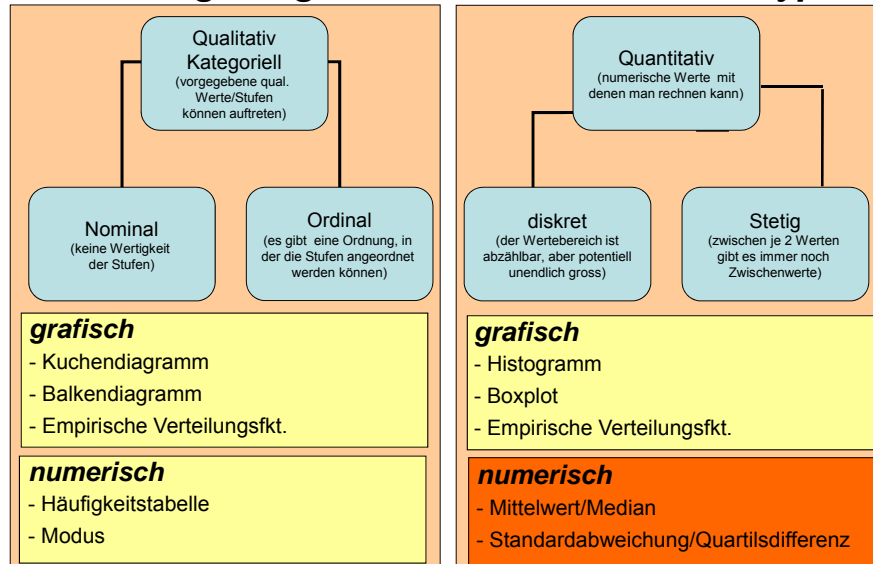 Qualitativ
Kategoriell
(vorgegebene qual.
Werte/Stufen
können auftreten)
Nominal
(keine Wertigkeit
der Stufen)
Ordinal
(es gibt eine Ordnung, in
der die Stufen angeordnet
werden können)
grafisch
- Kuchendiagramm
- Balkendiagramm
- Empirische Verteilungsfkt.
numerisch
- Häufigkeitstabelle
- Modus
Quantitativ
(numerische Werte mit
denen man rechnen kann)
diskret
(der Wertebereich ist
abzählbar, aber potentiell
unendlich gross)
Stetig
(zwischen je 2 Werten
gibt es immer noch
Zwischenwerte)
grafisch
- Histogramm
- Boxplot
- Empirische Verteilungsfkt.
numerisch
- Mittelwert/Median
- Standardabweichung/Quartilsdifferenz